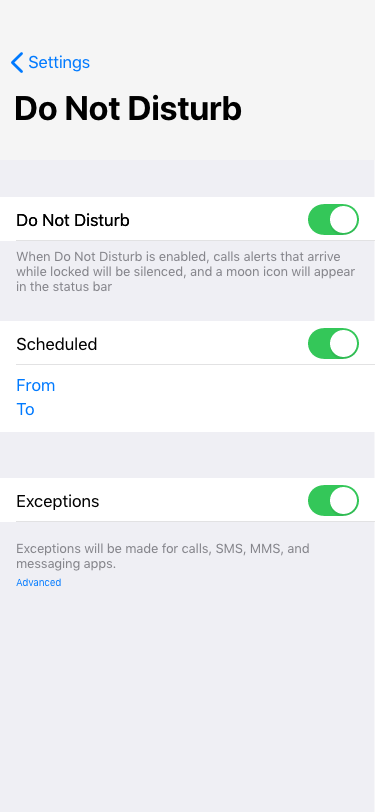 Settings
Do Not Disturb
Do Not Disturb
When Do Not Disturb is enabled, calls alerts that arrive
while locked will be silenced, and a moon icon will appear
in the status bar
Scheduled
From
To
Exceptions
Exceptions will be made for calls, SMS, MMS, and
messaging apps.
Advanced